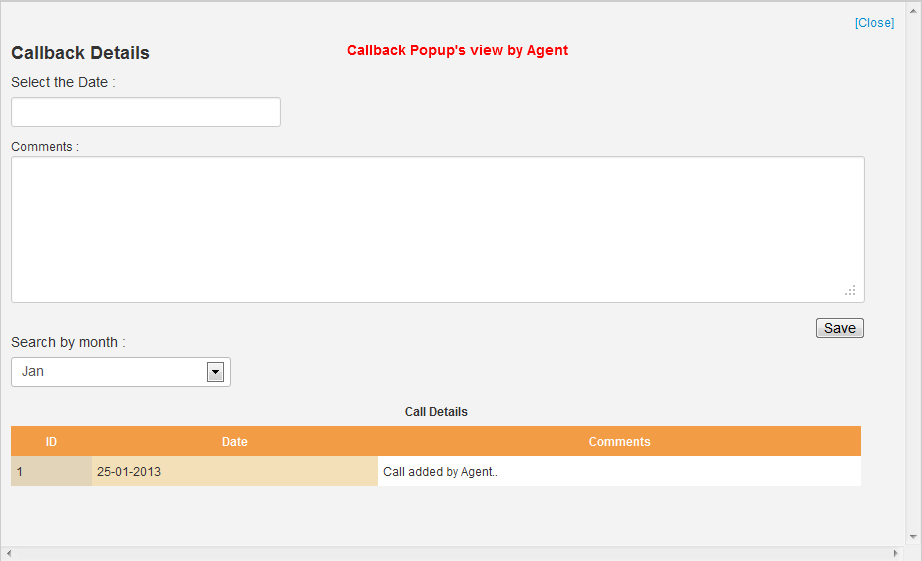 [Close]
Callback Details
Callback Popup's view by Agent
Select the Date :
Comments :
Save
Search by month :
Jan
Call Details
ID Date Comments
1 25-01-2013 Call added by Agent..